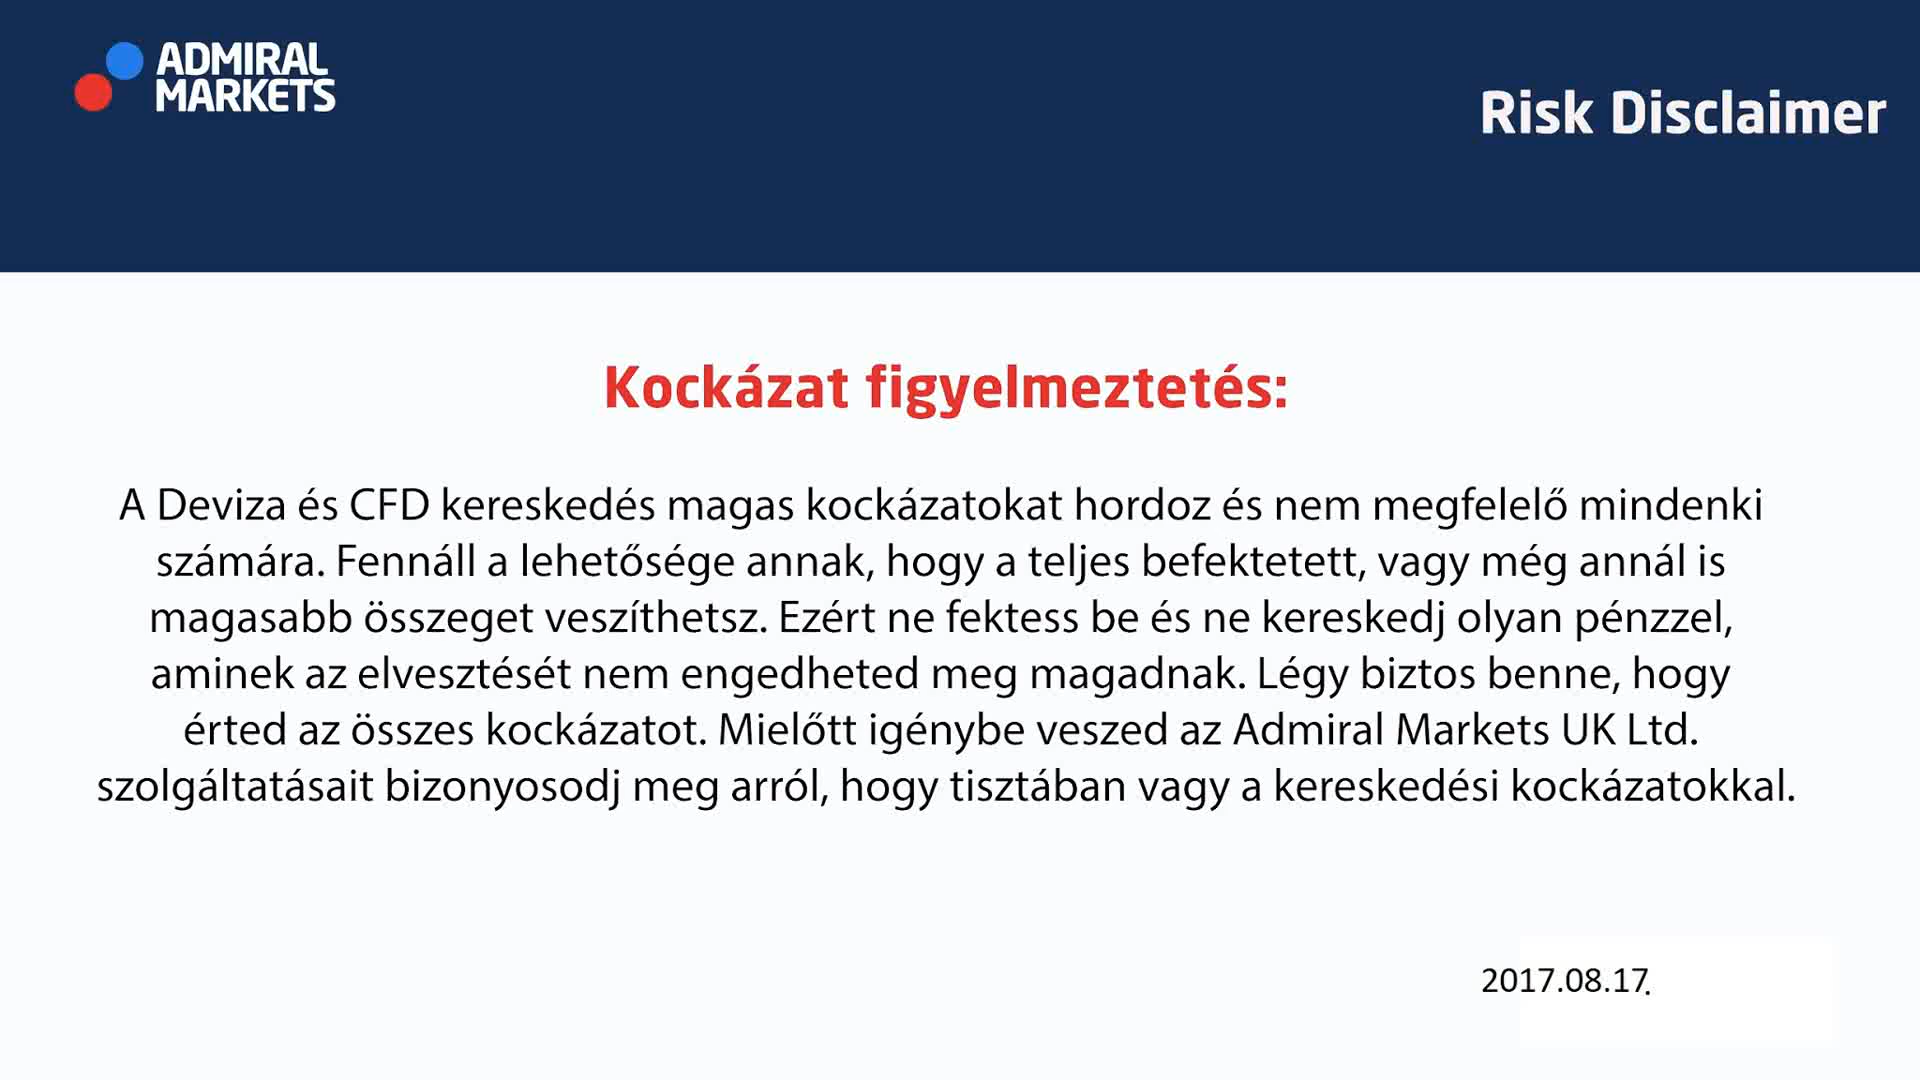 ADMIRAL
MARKETS
Risk Disclaimer
Kockázat figyelmeztetés:
A Deviza és CFD kereskedés magas kockázatokat hordoz és nem megfelelő mindenki
számára. Fennáll a lehetősége annak, hogy a teljes befektetett, vagy még annál is
magasabb összeget veszíthetsz. Ezért ne fektess be és ne kereskedj olyan pénzzel,
aminek az elvesztését nem engedheted meg magadnak. Légy biztos benne, hogy
érted az összes kockázatot. Mielőtt igénybe veszed az Admiral Markets UK Ltd.
szolgáltatásait bizonyosodj meg arról, hogy tisztában vagy a kereskedési kockázatokkal.
2017.08.17.